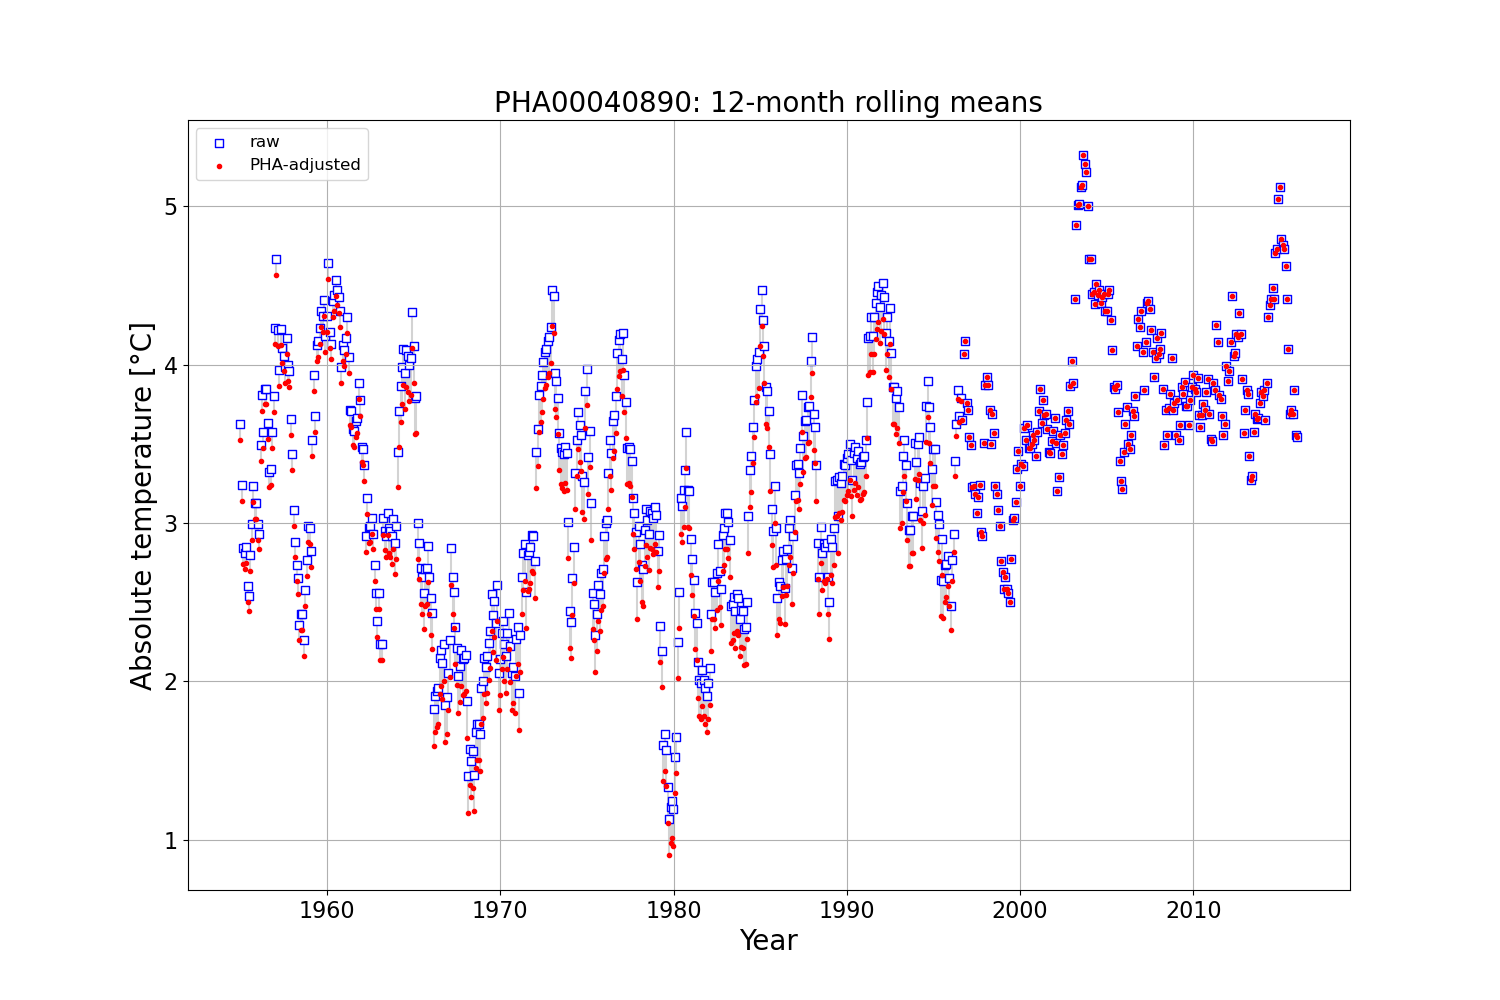 PHA00040890: 12-month rolling means
raw
PHA-adjusted
Absolute temperature [°C]
5
4
3
2
1
1960 1970 1980 1990 2000 2010
Year